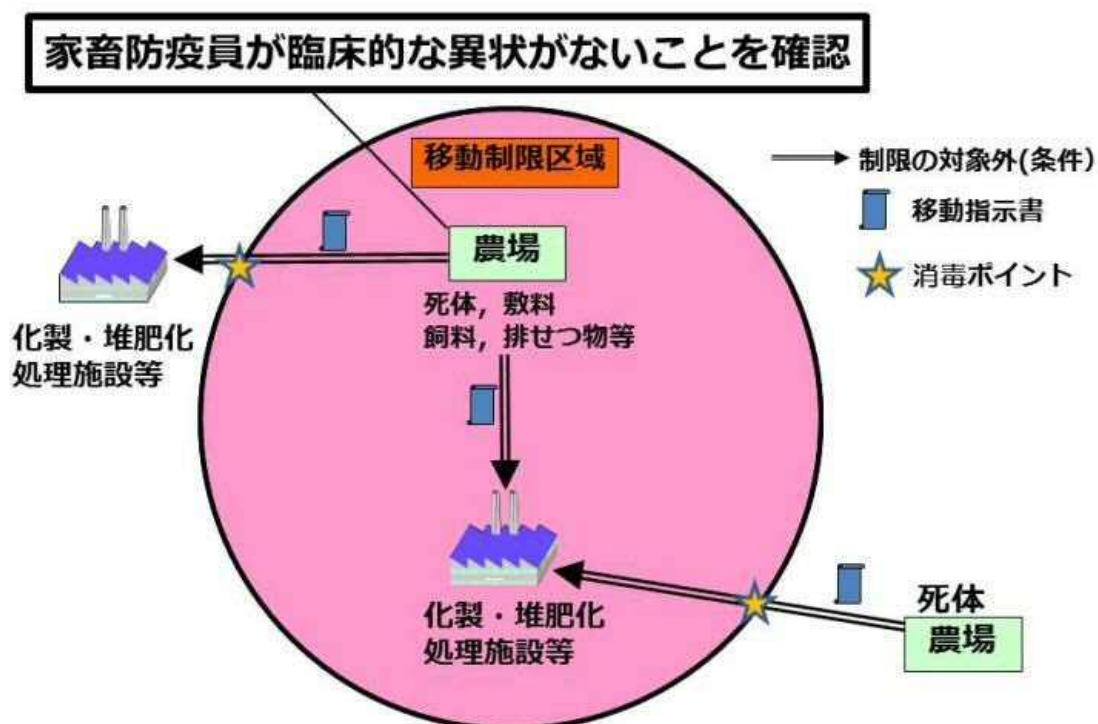 家畜防疫員が臨床的な異状がないことを確認
移動制限区域
制限の対象外(条件)
移動指示書
消毒ポイント
農場
死体，敷料
飼料，排せつ物等
化製・堆肥化
処理施設等
化製・堆肥化
処理施設等
死体
農場